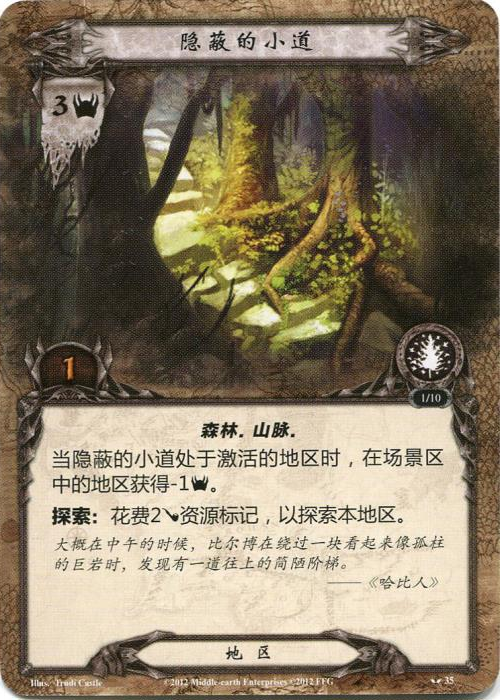 隐蔽的小道
3
1
1/10
森林. 山脉.
当隐蔽的小道处于激活的地区时，在场景区
中的地区获得-1。
探索：花费2资源标记，以探索本地区。
大概在中午的时候，比尔博在绕过一块看起来像孤柱
的巨岩时，发现有一道往上的简陋阶梯。
——《哈比人》
地区
Illus. Trudi Castle
©2012 Middle-earth Enterprises ©2012 FFG
35